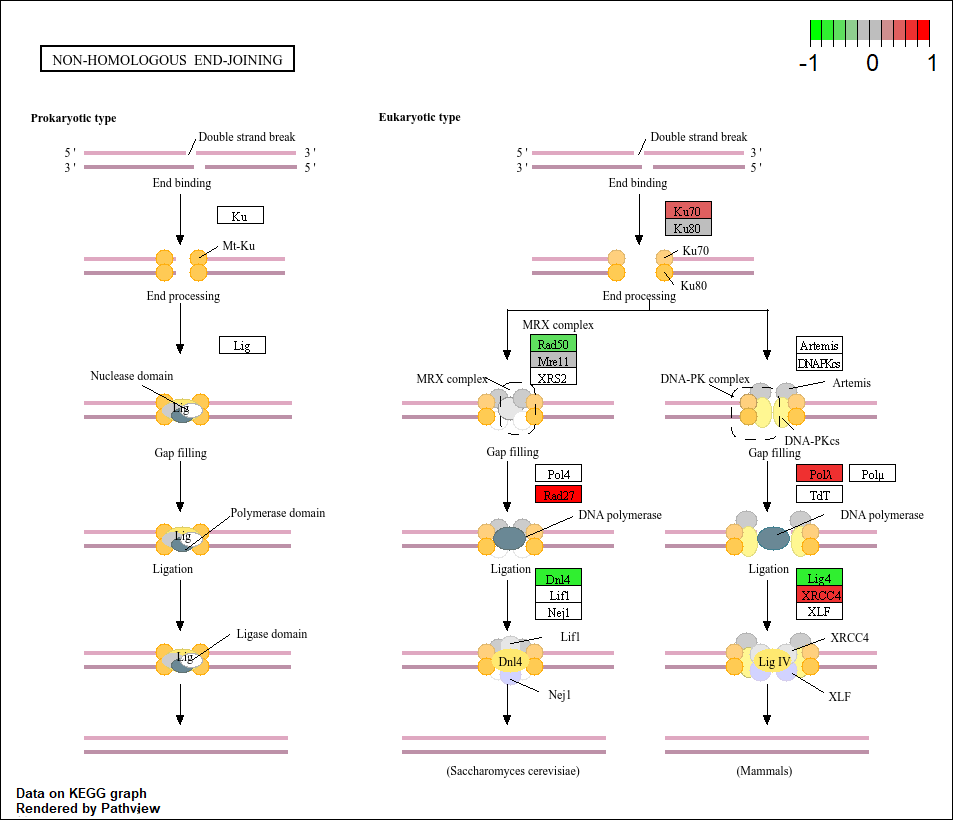 -1 0 1
NON-HOMOLOGOUS END-JOINING
Prokaryotic type
Eukaryotic type
Double strand break
5' 3'
3' 5'
End binding
Ku
Mt-Ku
End processing
Lig
Nuclease domain
Lig
Gap filling
Polymerase domain
Lig
Ligation
Ligase domain
Lig
Double strand break
5' 3'
3' 5'
End binding
Ku70
Ku80
Ku70
Ku80
End processing
MRX complex
Rad50
Mre11
XRS2
MRX complex
Gap filling
Pol4
Rad27
DNA polymerase
Ligation
Dnl4
Lif1
Nej1
Lif1
Dnl4
Nej1
(Saccharomyces cerevisiae)
Artemis
DNAPKcs
DNA-PK complex
Artemis
DNA-PKcs
Gap filling
Polλ
Polμ
TdT
DNA polymerase
Ligation
Lig4
XRCC4
XLF
XRCC4
Lig IV
XLF
(Mammals)
Data on KEGG graph
Rendered by Pathview